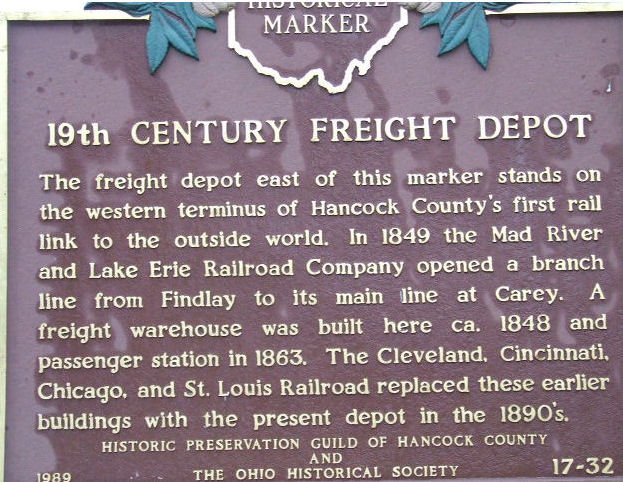 HISTORICAL
MARKER
19th CENTURY FREIGHT DEPOT
The freight depot east of this marker stands on
the western terminus of Hancock County's first rail
link to the outside world. In 1849 the Mad River
and Lake Erie Railroad Company opened a branch
line from Findlay to its main line at Carey. A
freight warehouse was built here ca. 1848 and
passenger station in 1863. The Cleveland, Cincinnati,
Chicago, and St. Louis Railroad replaced these earlier
buildings with the present depot in the 1890's.
HISTORIC PRESERVATION GUILD OF HANCOCK COUNTY
AND
THE OHIO HISTORICAL SOCIETY
1989
17-32